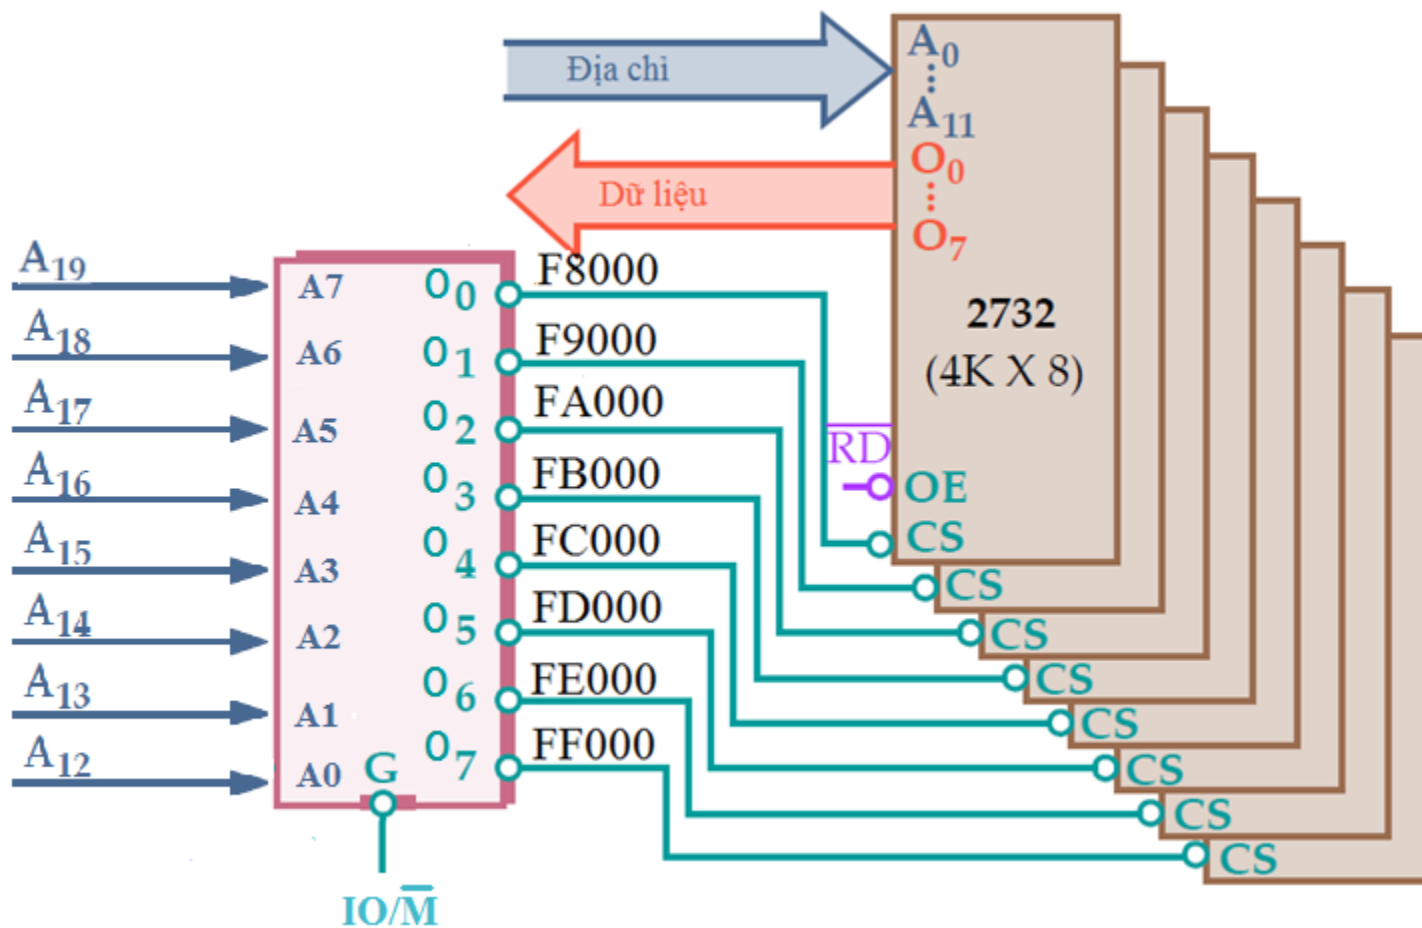 Địa chỉ
Dữ liệu
A0
A11
O0
O7
2732
(4K X 8)
RD
OE
CS
CS
CS
CS
CS
CS
CS
CS
A19 A7 O0 F8000
A18 A6 O1 F9000
A17 A5 O2 FA000
A16 A4 O3 FB000
A15 A3 O4 FC000
A14 A2 O5 FD000
A13 A1 O6 FE000
A12 A0 G O7 FF000
IO/M̅